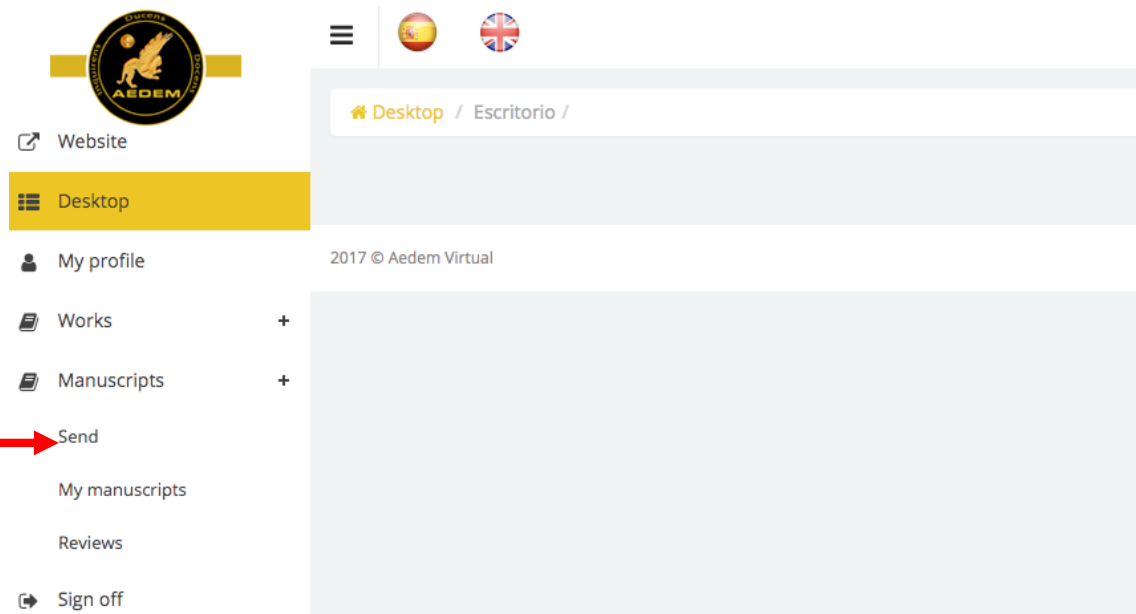 Ducens
Inquirens
Docens
AEDEM
Website
Desktop
My profile
Works +
Manuscripts +
Send
My manuscripts
Reviews
Sign off
Desktop / Escritorio /
2017 © Aedem Virtual